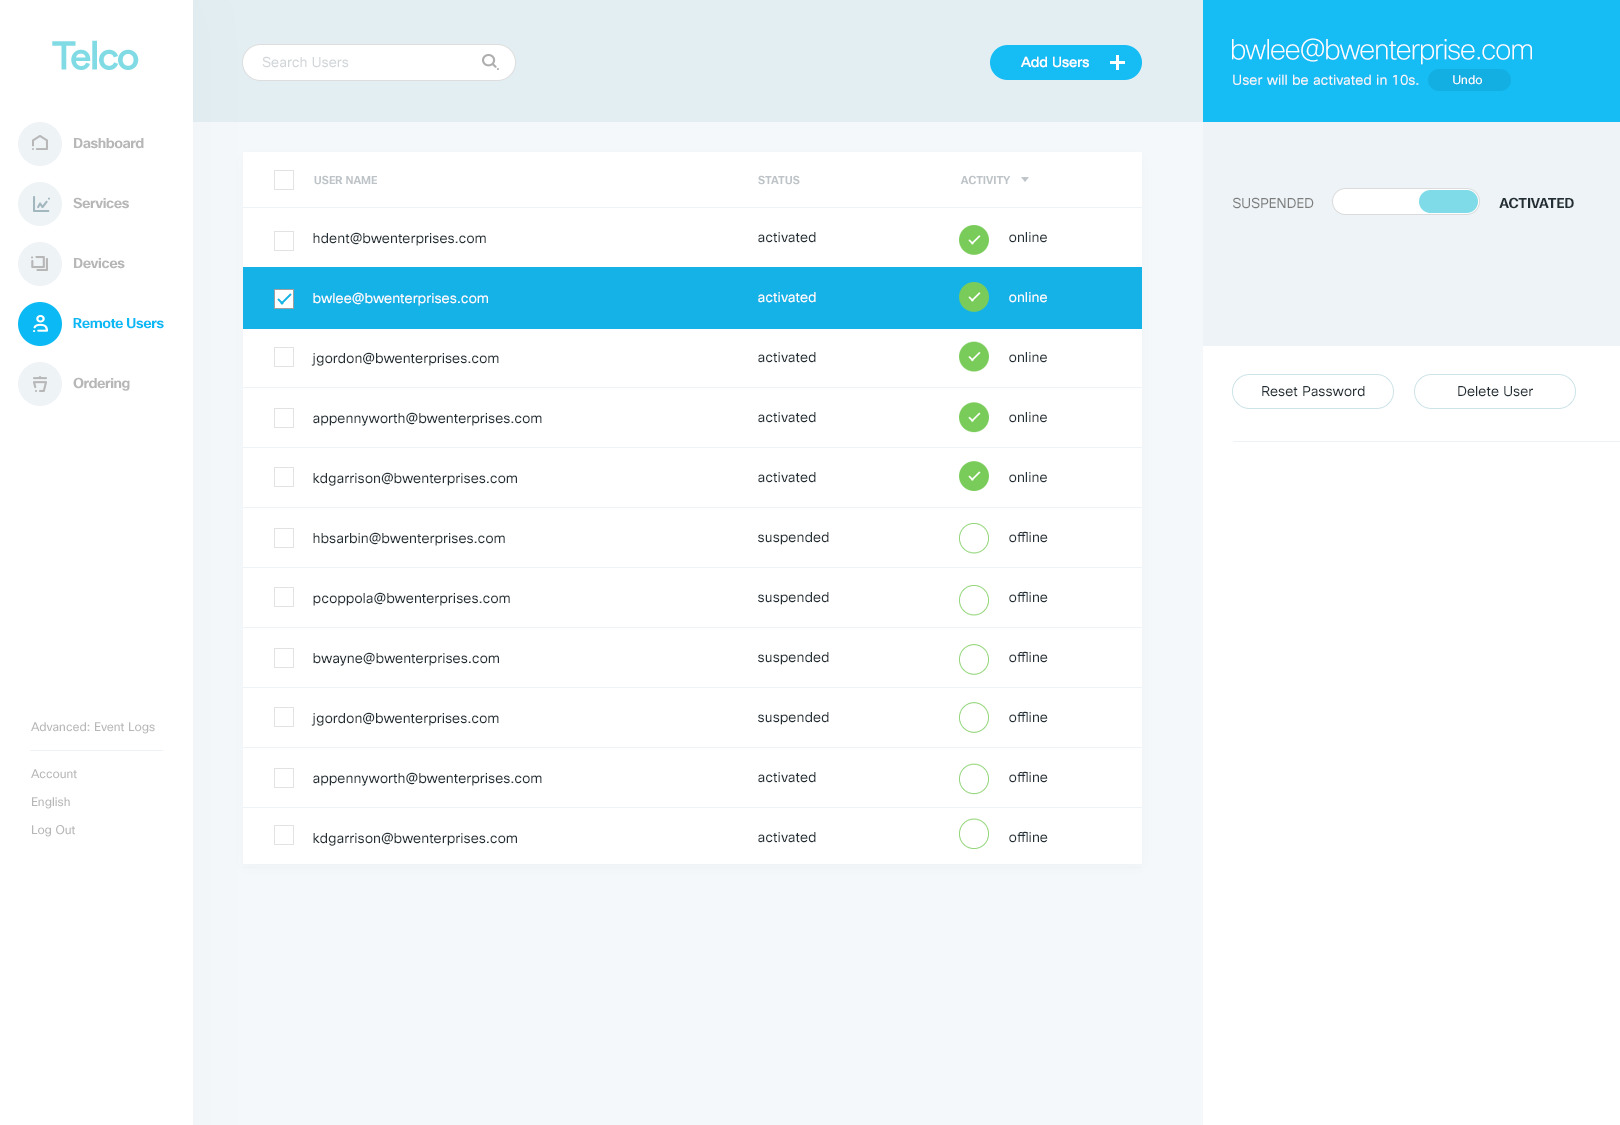 Telco
Dashboard
Services
Devices
Remote Users
Ordering
Advanced: Event Logs
Account
English
Log Out
Search Users
Add Users
USER NAME STATUS ACTIVITY
hdent@bwenterprises.com activated online
bwlee@bwenterprises.com activated online
jgordon@bwenterprises.com activated online
appennyworth@bwenterprises.com activated online
kdgarrison@bwenterprises.com activated online
hbsarbin@bwenterprises.com suspended offline
pcoppola@bwenterprises.com suspended offline
bwayne@bwenterprises.com suspended offline
jgordon@bwenterprises.com suspended offline
appennyworth@bwenterprises.com activated offline
kdgarrison@bwenterprises.com activated offline
bwlee@bwenterprise.com
User will be activated in 10s. Undo
SUSPENDED ACTIVATED
Reset Password Delete User